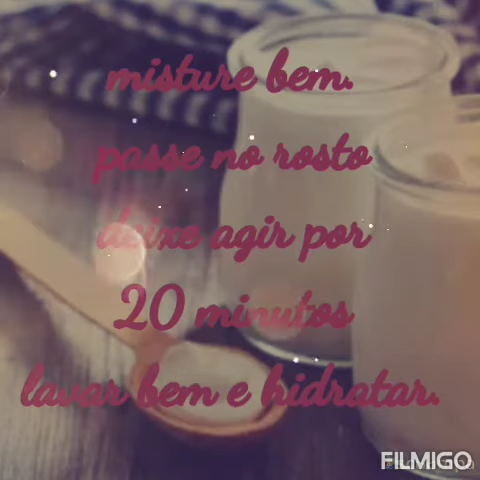 misture bem.
passe no rosto
deixe agir por
20 minutos
lavar bem e hidratar.
FILMIGO